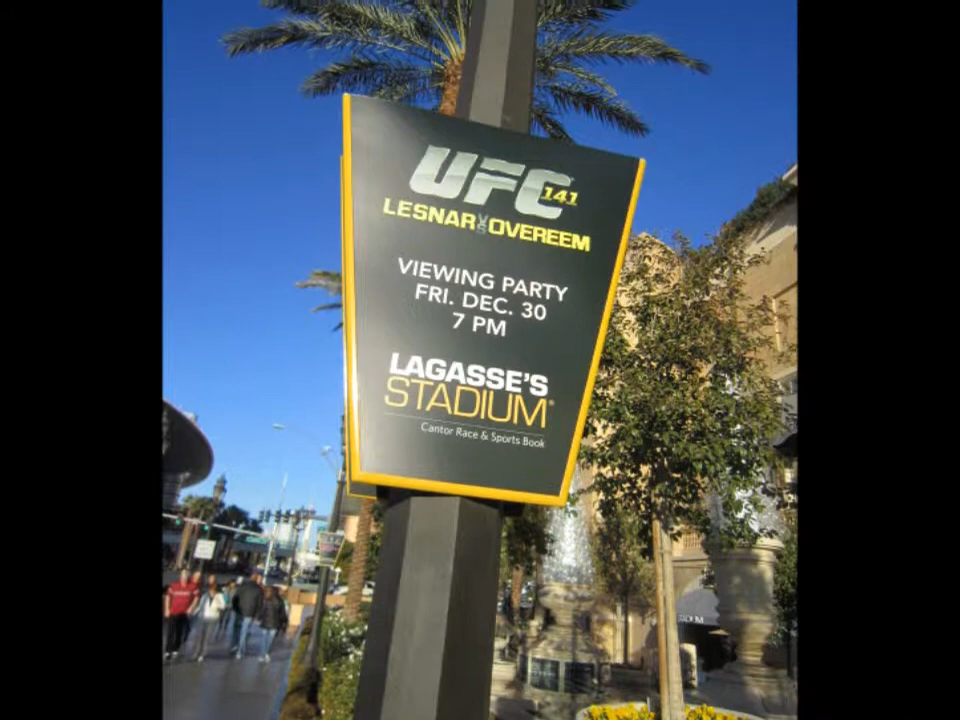 UFC 141
LESNAR VS OVEREEM
VIEWING PARTY
FRI. DEC. 30
7 PM
LAGASSE'S
STADIUM®
Cantor Race & Sports Book